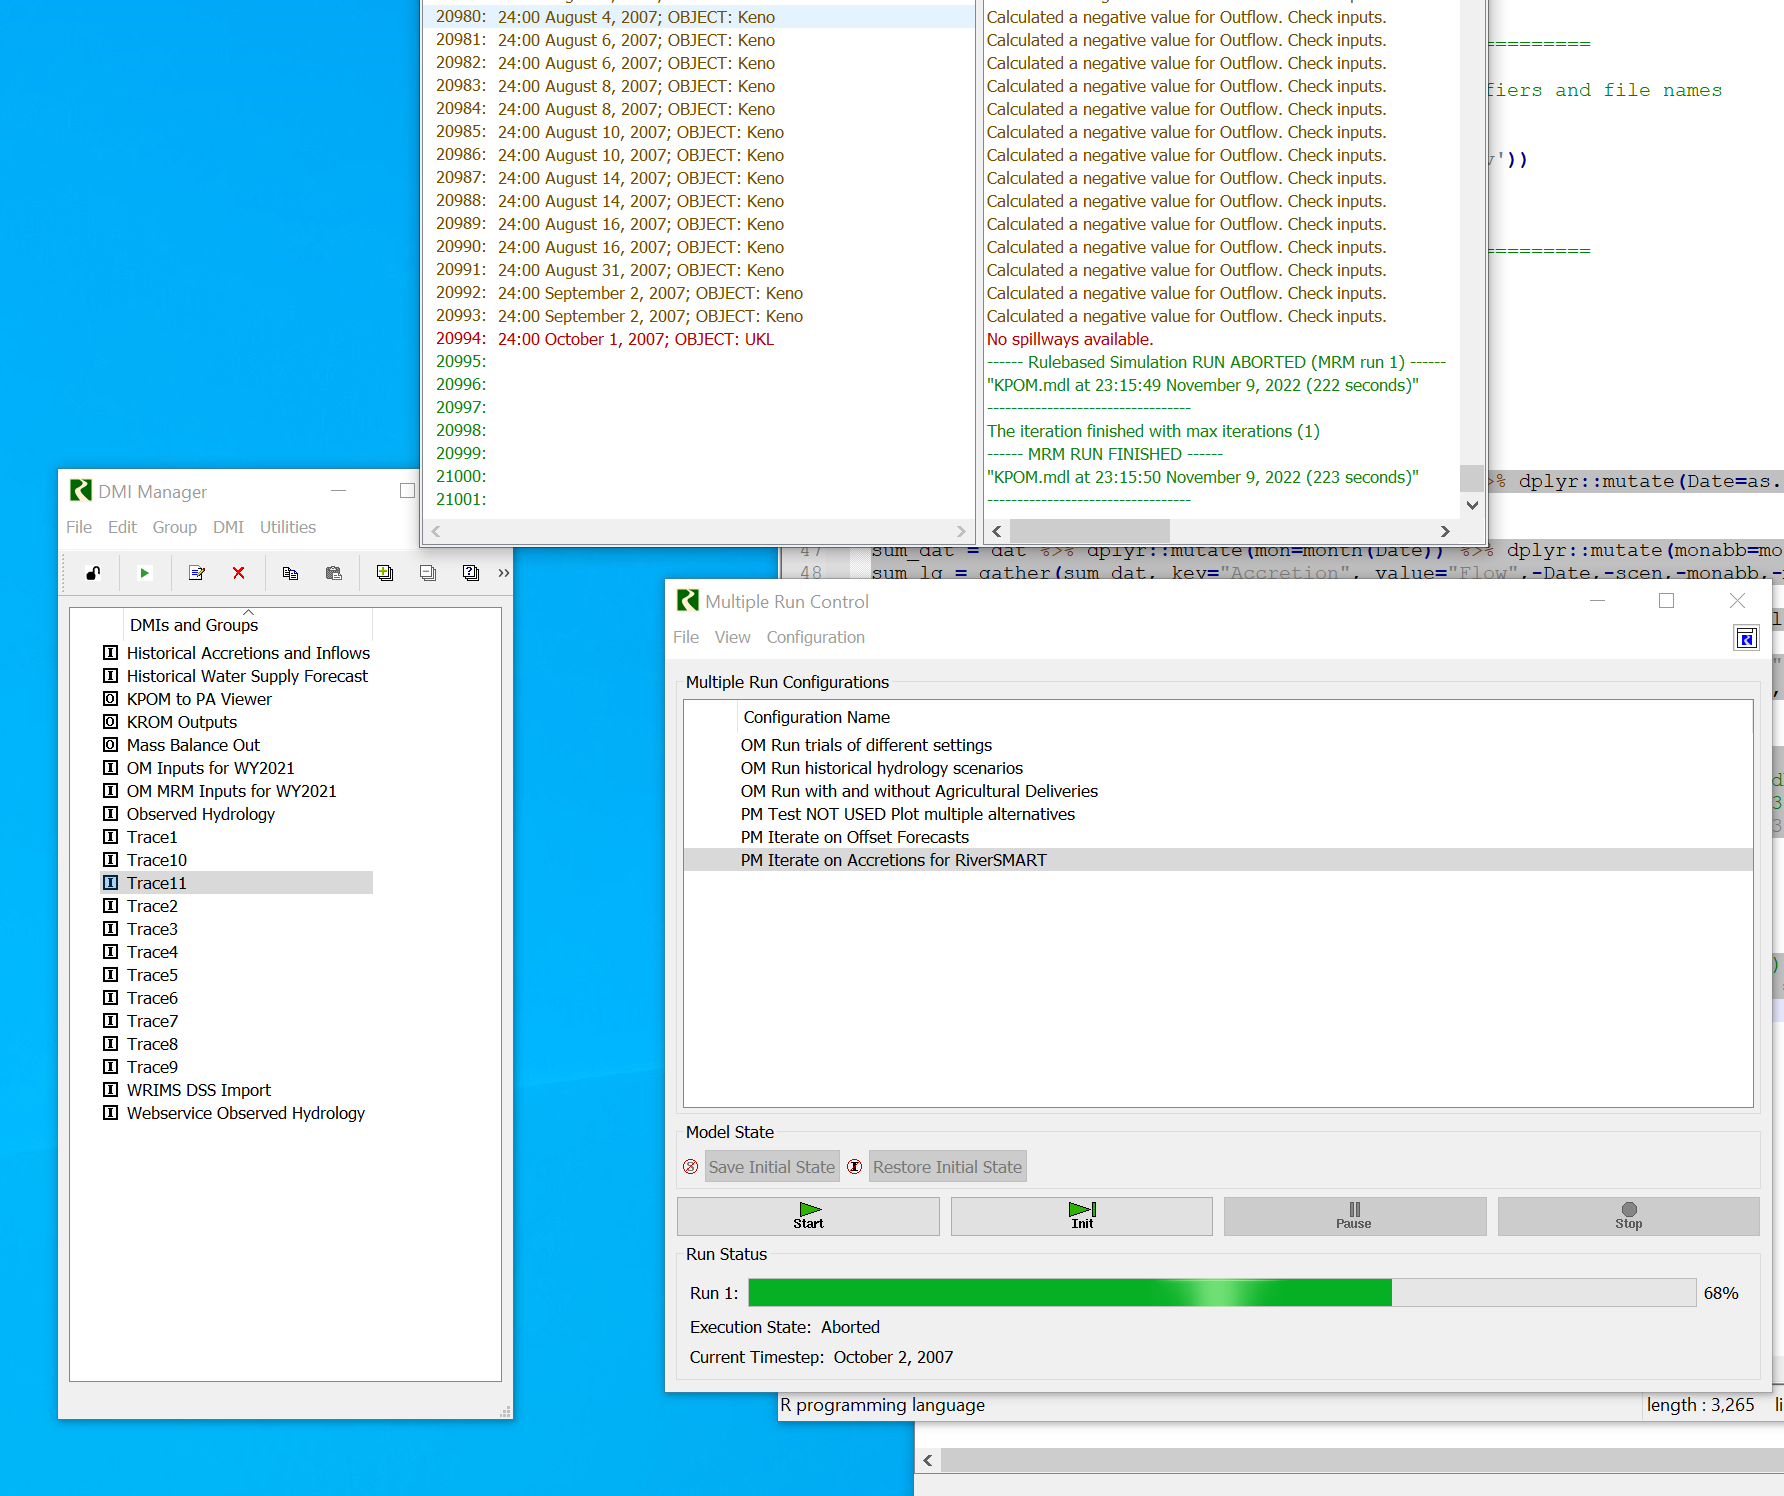 20980: 24:00 August 4, 2007; OBJECT: Keno Calculated a negative value for Outflow. Check inputs.
20981: 24:00 August 6, 2007; OBJECT: Keno Calculated a negative value for Outflow. Check inputs.
20982: 24:00 August 6, 2007; OBJECT: Keno Calculated a negative value for Outflow. Check inputs.
20983: 24:00 August 8, 2007; OBJECT: Keno Calculated a negative value for Outflow. Check inputs.
20984: 24:00 August 8, 2007; OBJECT: Keno Calculated a negative value for Outflow. Check inputs.
20985: 24:00 August 10, 2007; OBJECT: Keno Calculated a negative value for Outflow. Check inputs.
20986: 24:00 August 10, 2007; OBJECT: Keno Calculated a negative value for Outflow. Check inputs.
20987: 24:00 August 14, 2007; OBJECT: Keno Calculated a negative value for Outflow. Check inputs.
20988: 24:00 August 14, 2007; OBJECT: Keno Calculated a negative value for Outflow. Check inputs.
20989: 24:00 August 16, 2007; OBJECT: Keno Calculated a negative value for Outflow. Check inputs.
20990: 24:00 August 16, 2007; OBJECT: Keno Calculated a negative value for Outflow. Check inputs.
20991: 24:00 August 31, 2007; OBJECT: Keno Calculated a negative value for Outflow. Check inputs.
20992: 24:00 September 2, 2007; OBJECT: Keno Calculated a negative value for Outflow. Check inputs.
20993: 24:00 September 2, 2007; OBJECT: Keno Calculated a negative value for Outflow. Check inputs.
20994: 24:00 October 1, 2007; OBJECT: UKL No spillways available.
20995: ------ Rulebased Simulation RUN ABORTED (MRM run 1) ------
20996: "KPOM.mdl at 23:15:49 November 9, 2022 (222 seconds)"
20997: ----------------------------------
20998: The iteration finished with max iterations (1)
20999: ------ MRM RUN FINISHED ------
21000: "KPOM.mdl at 23:15:50 November 9, 2022 (223 seconds)"
21001: ----------------------------------
=========
fiers and file names
'))
=========
%>% dplyr::mutate(Date=as.
47 sum_dat = dat %>% dplyr::mutate(mon=month(Date)) %>% dplyr::mutate(monabb=mo
48 sum_lg = gather(sum_dat, key="Accretion", value="Flow",-Date,-scen,-monabb,-
DMI Manager
File Edit Group DMI Utilities
DMIs and Groups
Historical Accretions and Inflows
Historical Water Supply Forecast
KPOM to PA Viewer
KROM Outputs
Mass Balance Out
OM Inputs for WY2021
OM MRM Inputs for WY2021
Observed Hydrology
Trace1
Trace10
Trace11
Trace2
Trace3
Trace4
Trace5
Trace6
Trace7
Trace8
Trace9
WRIMS DSS Import
Webservice Observed Hydrology
Multiple Run Control
File View Configuration
Multiple Run Configurations
Configuration Name
OM Run trials of different settings
OM Run historical hydrology scenarios
OM Run with and without Agricultural Deliveries
PM Test NOT USED Plot multiple alternatives
PM Iterate on Offset Forecasts
PM Iterate on Accretions for RiverSMART
Model State
Save Initial State Restore Initial State
Start Init Pause Stop
Run Status
Run 1: 68%
Execution State: Aborted
Current Timestep: October 2, 2007
R programming language length : 3,265 li